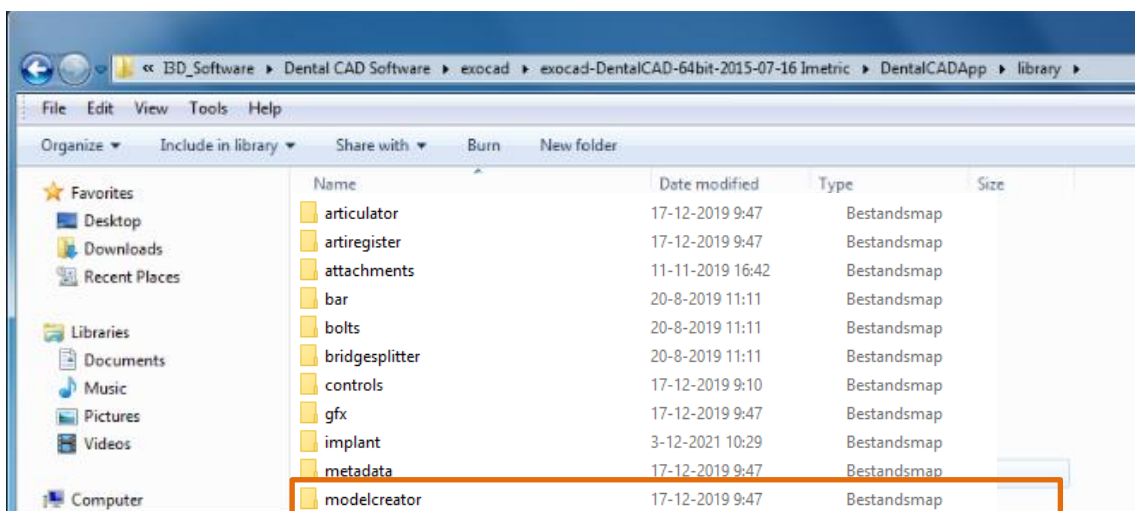 « I3D_Software ▸ Dental CAD Software ▸ exocad ▸ exocad-DentalCAD-64bit-2015-07-16 Imetric ▸ DentalCADApp ▸ library ▸
File Edit View Tools Help
Organize ▾ Include in library ▾ Share with ▾ Burn New folder
Name Date modified Type Size
Favorites
Desktop
Downloads
Recent Places
Libraries
Documents
Music
Pictures
Videos
Computer
articulator 17-12-2019 9:47 Bestandsmap
artiregister 17-12-2019 9:47 Bestandsmap
attachments 11-11-2019 16:42 Bestandsmap
bar 20-8-2019 11:11 Bestandsmap
bolts 20-8-2019 11:11 Bestandsmap
bridgesplitter 20-8-2019 11:11 Bestandsmap
controls 17-12-2019 9:10 Bestandsmap
gfx 17-12-2019 9:47 Bestandsmap
implant 3-12-2021 10:29 Bestandsmap
metadata 17-12-2019 9:47 Bestandsmap
modelcreator 17-12-2019 9:47 Bestandsmap